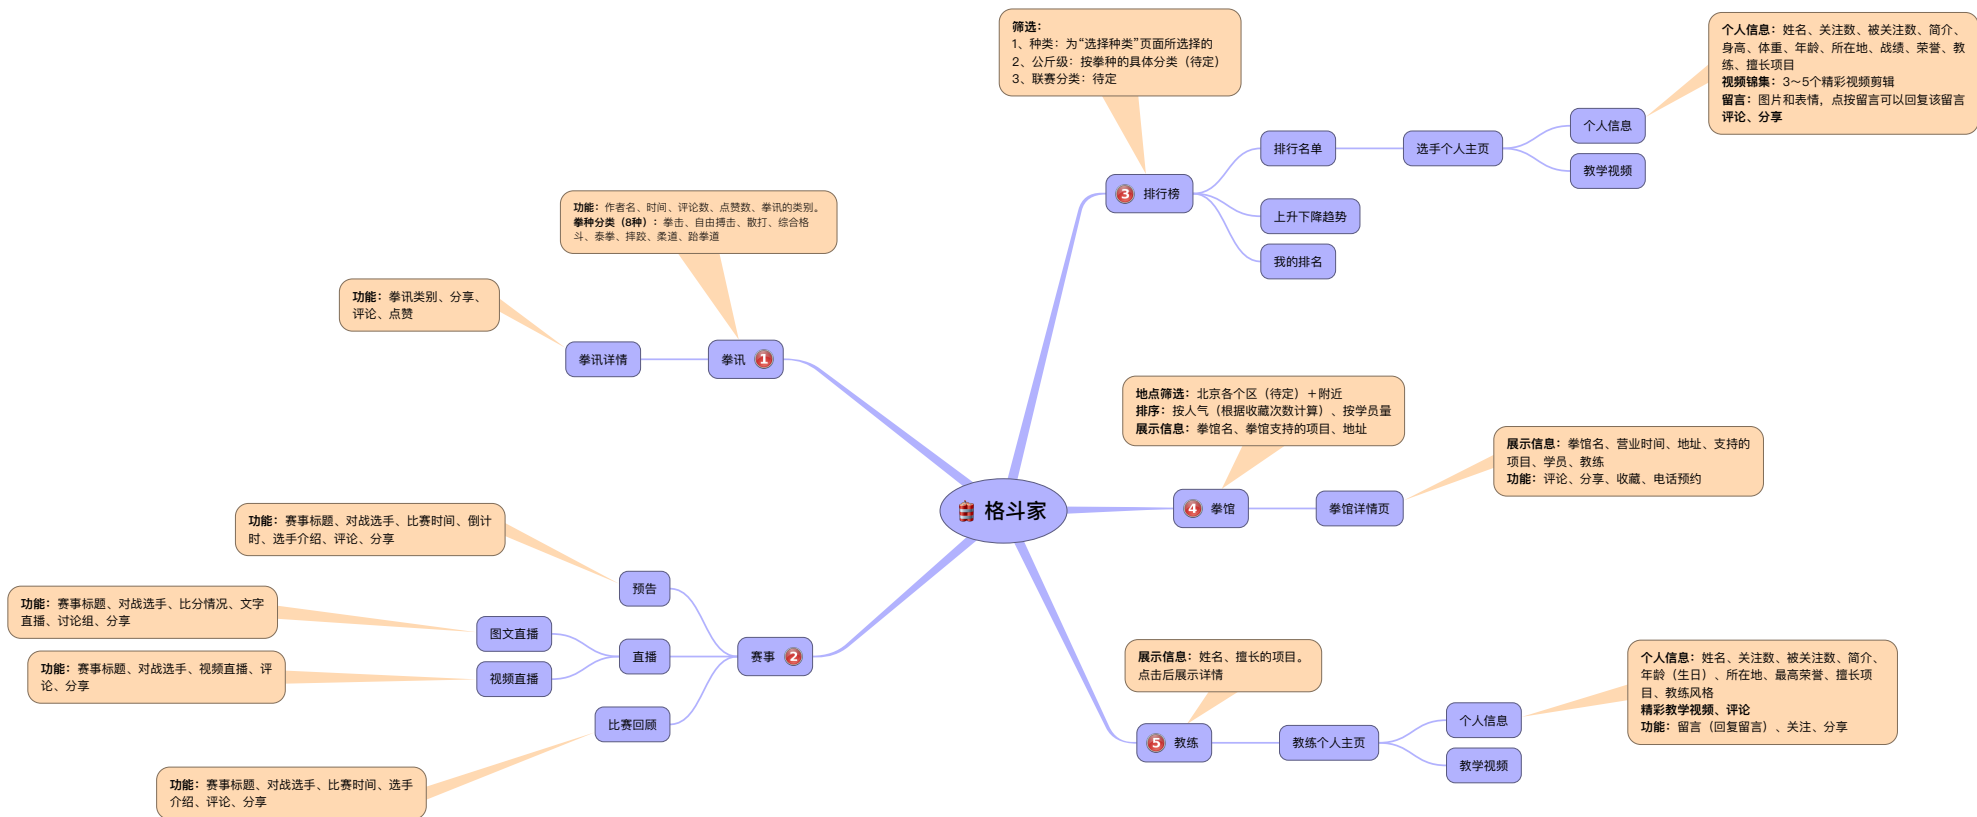 筛选：
1、种类：为“选择种类”页面所选择的
2、公斤级：按拳种的具体分类（待定）
3、联赛分类：待定
个人信息：姓名、关注数、被关注数、简介、
身高、体重、年龄、所在地、战绩、荣誉、教
练、擅长项目
视频锦集：3～5个精彩视频剪辑
留言：图片和表情，点按留言可以回复该留言
评论、分享
个人信息
排行名单
选手个人主页
教学视频
3 排行榜
上升下降趋势
我的排名
功能：作者名、时间、评论数、点赞数、拳讯的类别。
拳种分类（8种）：拳击、自由搏击、散打、综合格
斗、泰拳、摔跤、柔道、跆拳道
功能：拳讯类别、分享、
评论、点赞
拳讯详情
拳讯 1
地点筛选：北京各个区（待定）＋附近
排序：按人气（根据收藏次数计算）、按学员量
展示信息：拳馆名、拳馆支持的项目、地址
展示信息：拳馆名、营业时间、地址、支持的
项目、学员、教练
功能：评论、分享、收藏、电话预约
格斗家
4 拳馆
拳馆详情页
功能：赛事标题、对战选手、比赛时间、倒计
时、选手介绍、评论、分享
预告
功能：赛事标题、对战选手、比分情况、文字
直播、讨论组、分享
图文直播
直播
赛事 2
功能：赛事标题、对战选手、视频直播、评
论、分享
视频直播
比赛回顾
功能：赛事标题、对战选手、比赛时间、选手
介绍、评论、分享
展示信息：姓名、擅长的项目。
点击后展示详情
个人信息：姓名、关注数、被关注数、简介、
年龄（生日）、所在地、最高荣誉、擅长项
目、教练风格
精彩教学视频、评论
功能：留言（回复留言）、关注、分享
个人信息
5 教练
教练个人主页
教学视频